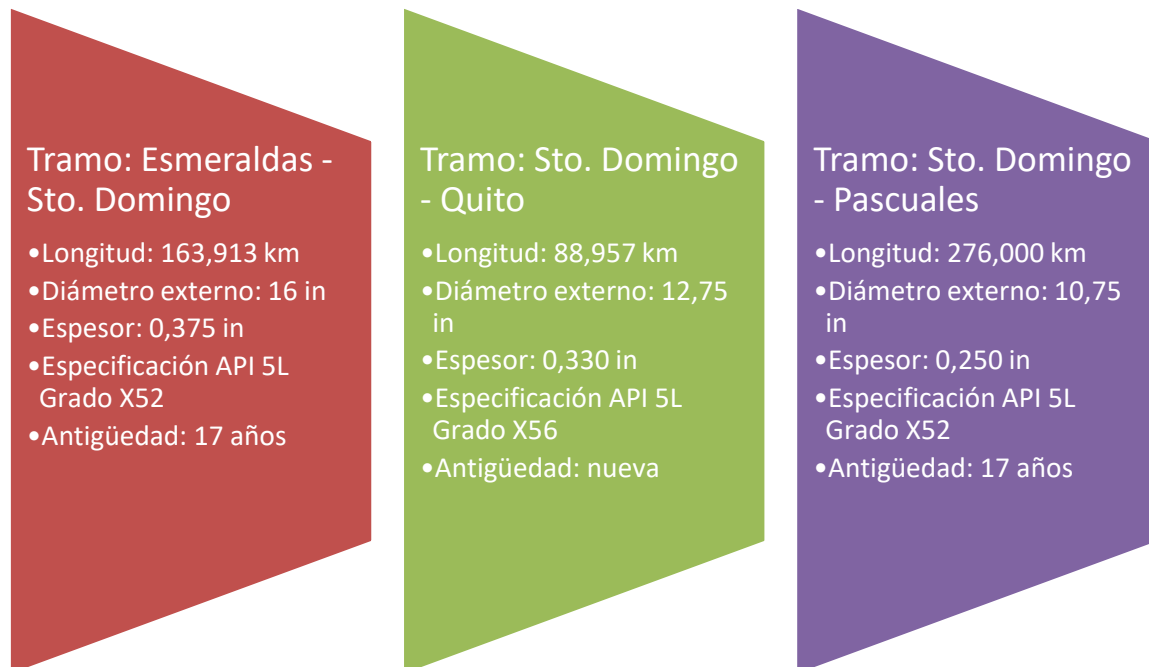 Tramo: Esmeraldas -
Sto. Domingo
•Longitud: 163,913 km
•Diámetro externo: 16 in
•Espesor: 0,375 in
•Especificación API 5L
Grado X52
•Antigüedad: 17 años
Tramo: Sto. Domingo
- Quito
•Longitud: 88,957 km
•Diámetro externo: 12,75
in
•Espesor: 0,330 in
•Especificación API 5L
Grado X56
•Antigüedad: nueva
Tramo: Sto. Domingo
- Pascuales
•Longitud: 276,000 km
•Diámetro externo: 10,75
in
•Espesor: 0,250 in
•Especificación API 5L
Grado X52
•Antigüedad: 17 años